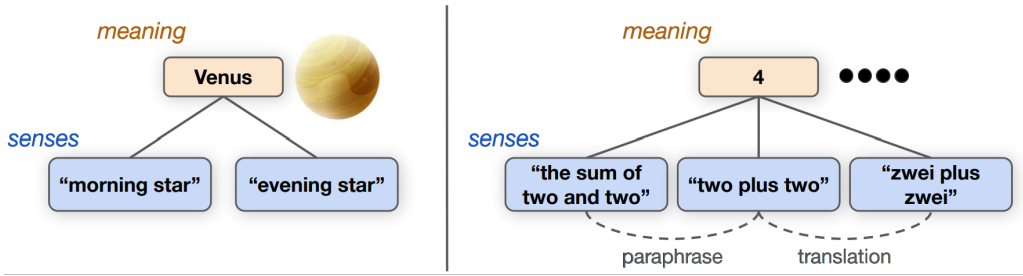 meaning
Venus
senses
“morning star”
“evening star”
meaning
4
senses
“the sum of
two and two”
“two plus two”
“zwei plus
zwei”
paraphrase
translation